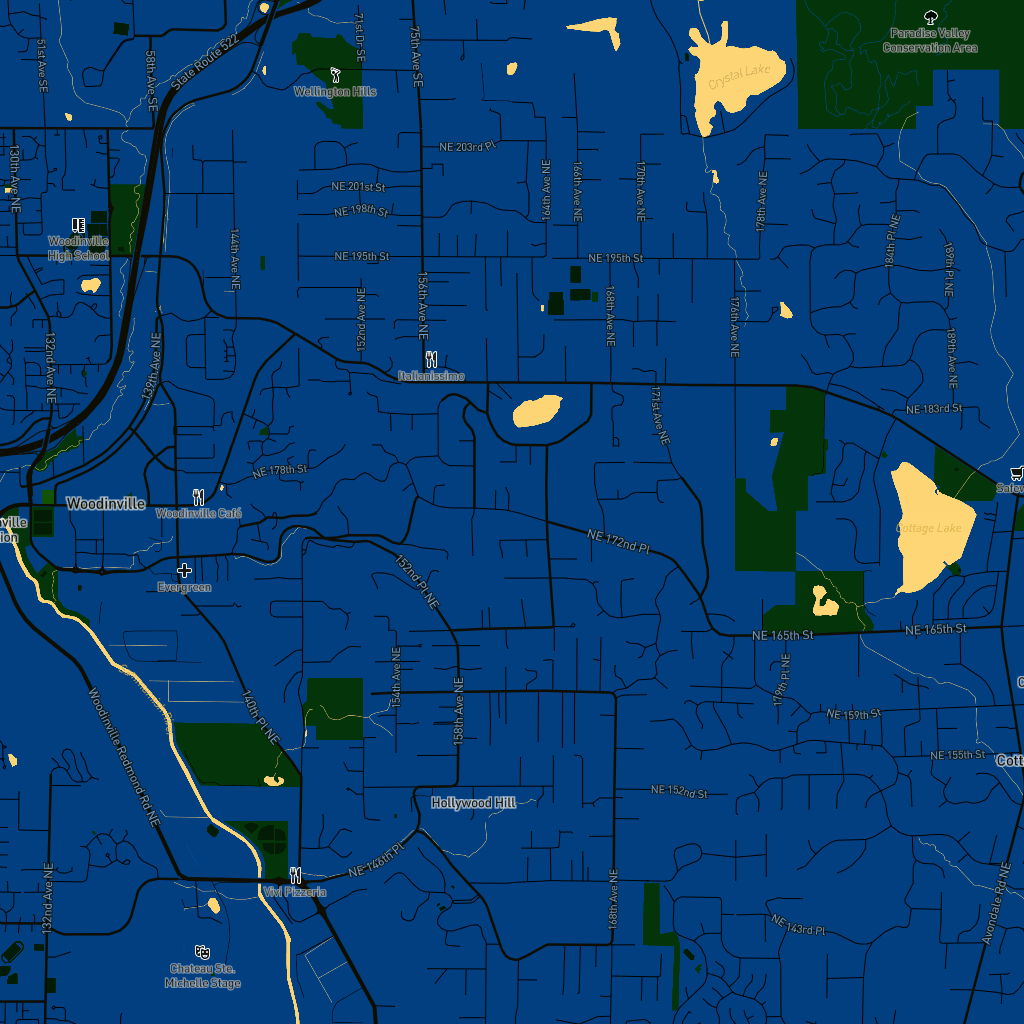 Paradise Valley
Conservation Area
51st Ave SE
58th Ave SE
State Route 522
71st Dr SE
75th Ave SE
Wellington Hills
Crystal Lake
NE 203rd Pl
130th Ave NE
NE 201st St
NE 198th St
164th Ave NE
166th Ave NE
170th Ave NE
178th Ave NE
Woodinville
High School
144th Ave NE
NE 195th St
NE 195th St
184th Pl NE
189th Pl NE
152nd Ave NE
156th Ave NE
168th Ave NE
176th Ave NE
132nd Ave NE
139th Ave NE
189th Ave NE
Italianissimo
171st Ave NE
NE 183rd St
NE 178th St
Woodinville
Woodinville Café
Cottage Lake
NE 172nd Pl
Evergreen
152nd Pl NE
NE 165th St
NE 165th St
154th Ave NE
158th Ave NE
179th Pl NE
140th Pl NE
Woodinville Redmond Rd NE
NE 159th St
NE 155th St
Hollywood Hill
NE 152nd St
NE 146th Pl
Vivi Pizzeria
132nd Ave NE
168th Ave NE
NE 143rd Pl
Avondale Rd NE
Chateau Ste.
Michelle Stage